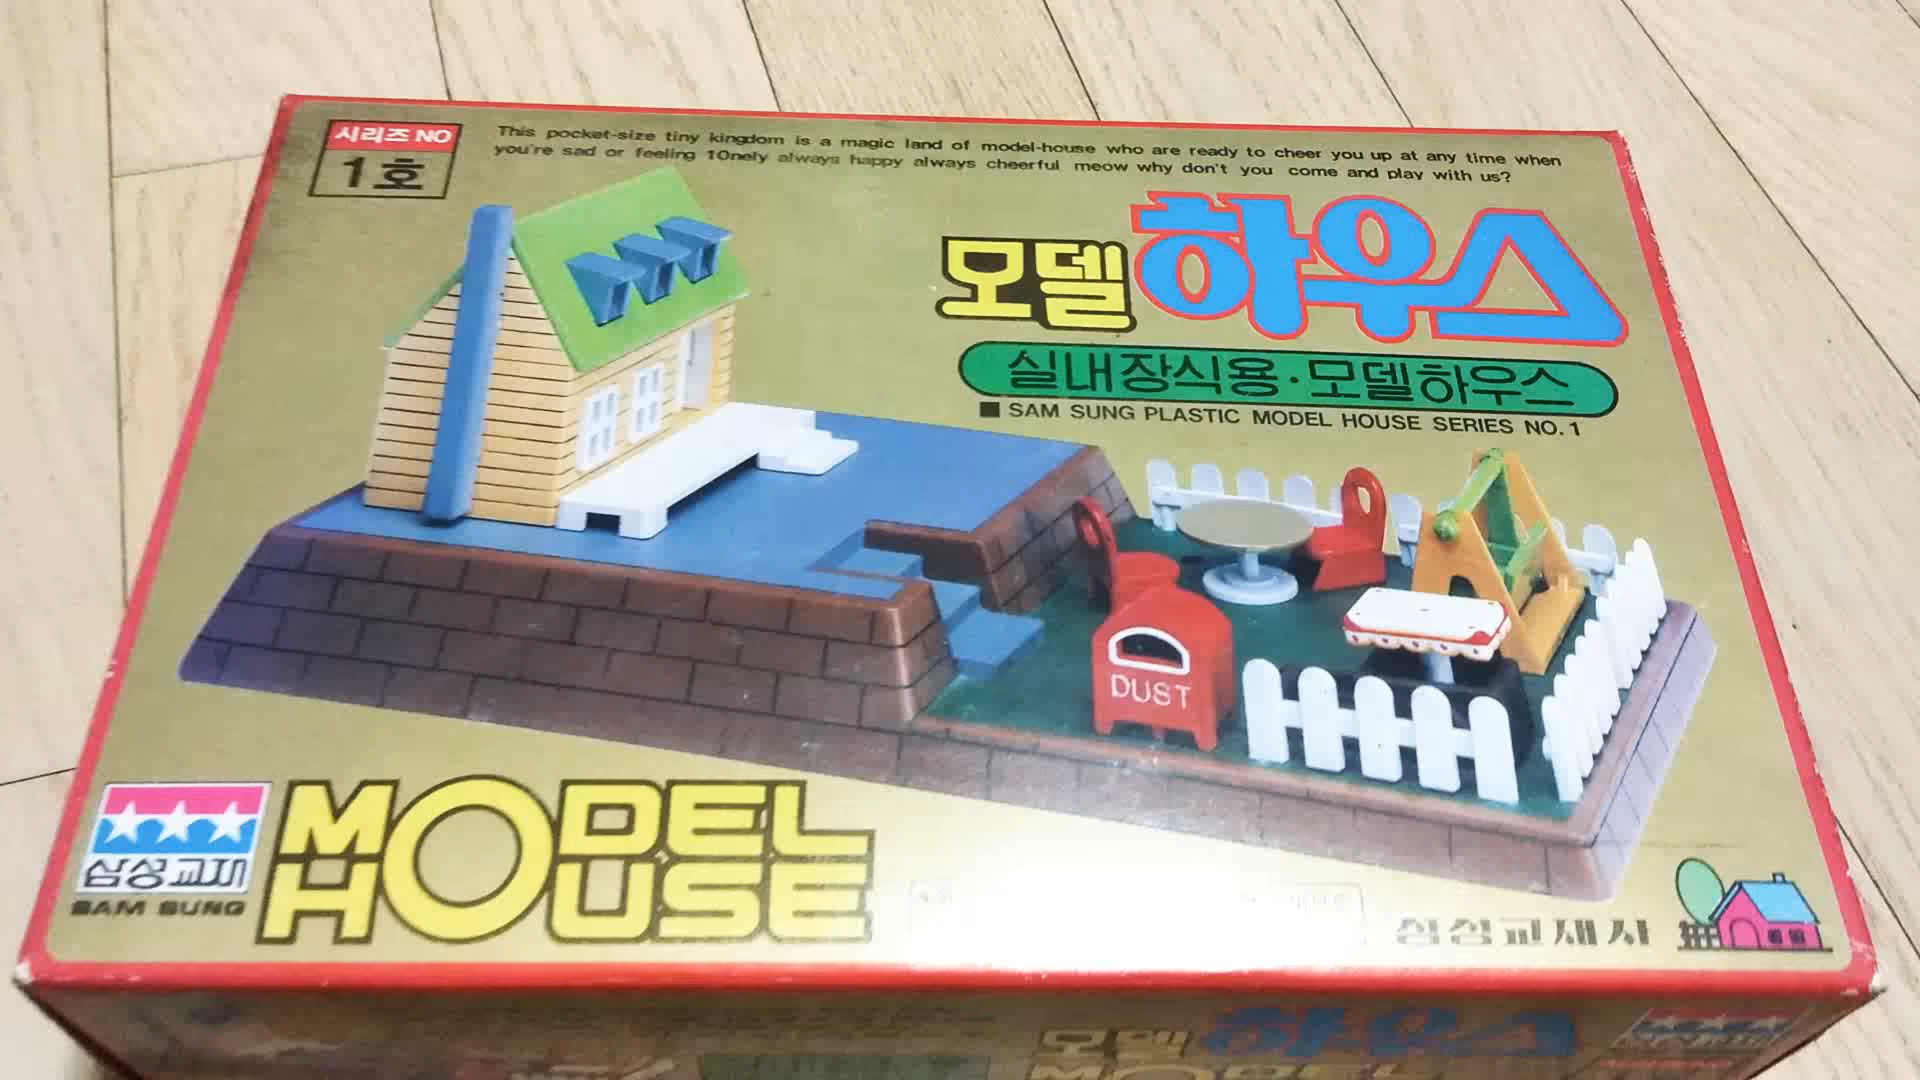 시리즈 NO
1호
This pocket-size tiny kingdom is a magic land of model-house who are ready to cheer you up at any time when
you're sad or feeling 10nely always happy always cheerful meow why don't you come and play with us?
모델하우스
실내장식용·모델하우스
■ SAM SUNG PLASTIC MODEL HOUSE SERIES NO.1
DUST
삼성교재
SAM SUNG
MODEL
HOUSE
삼성교재사
모델하우스
MODEL